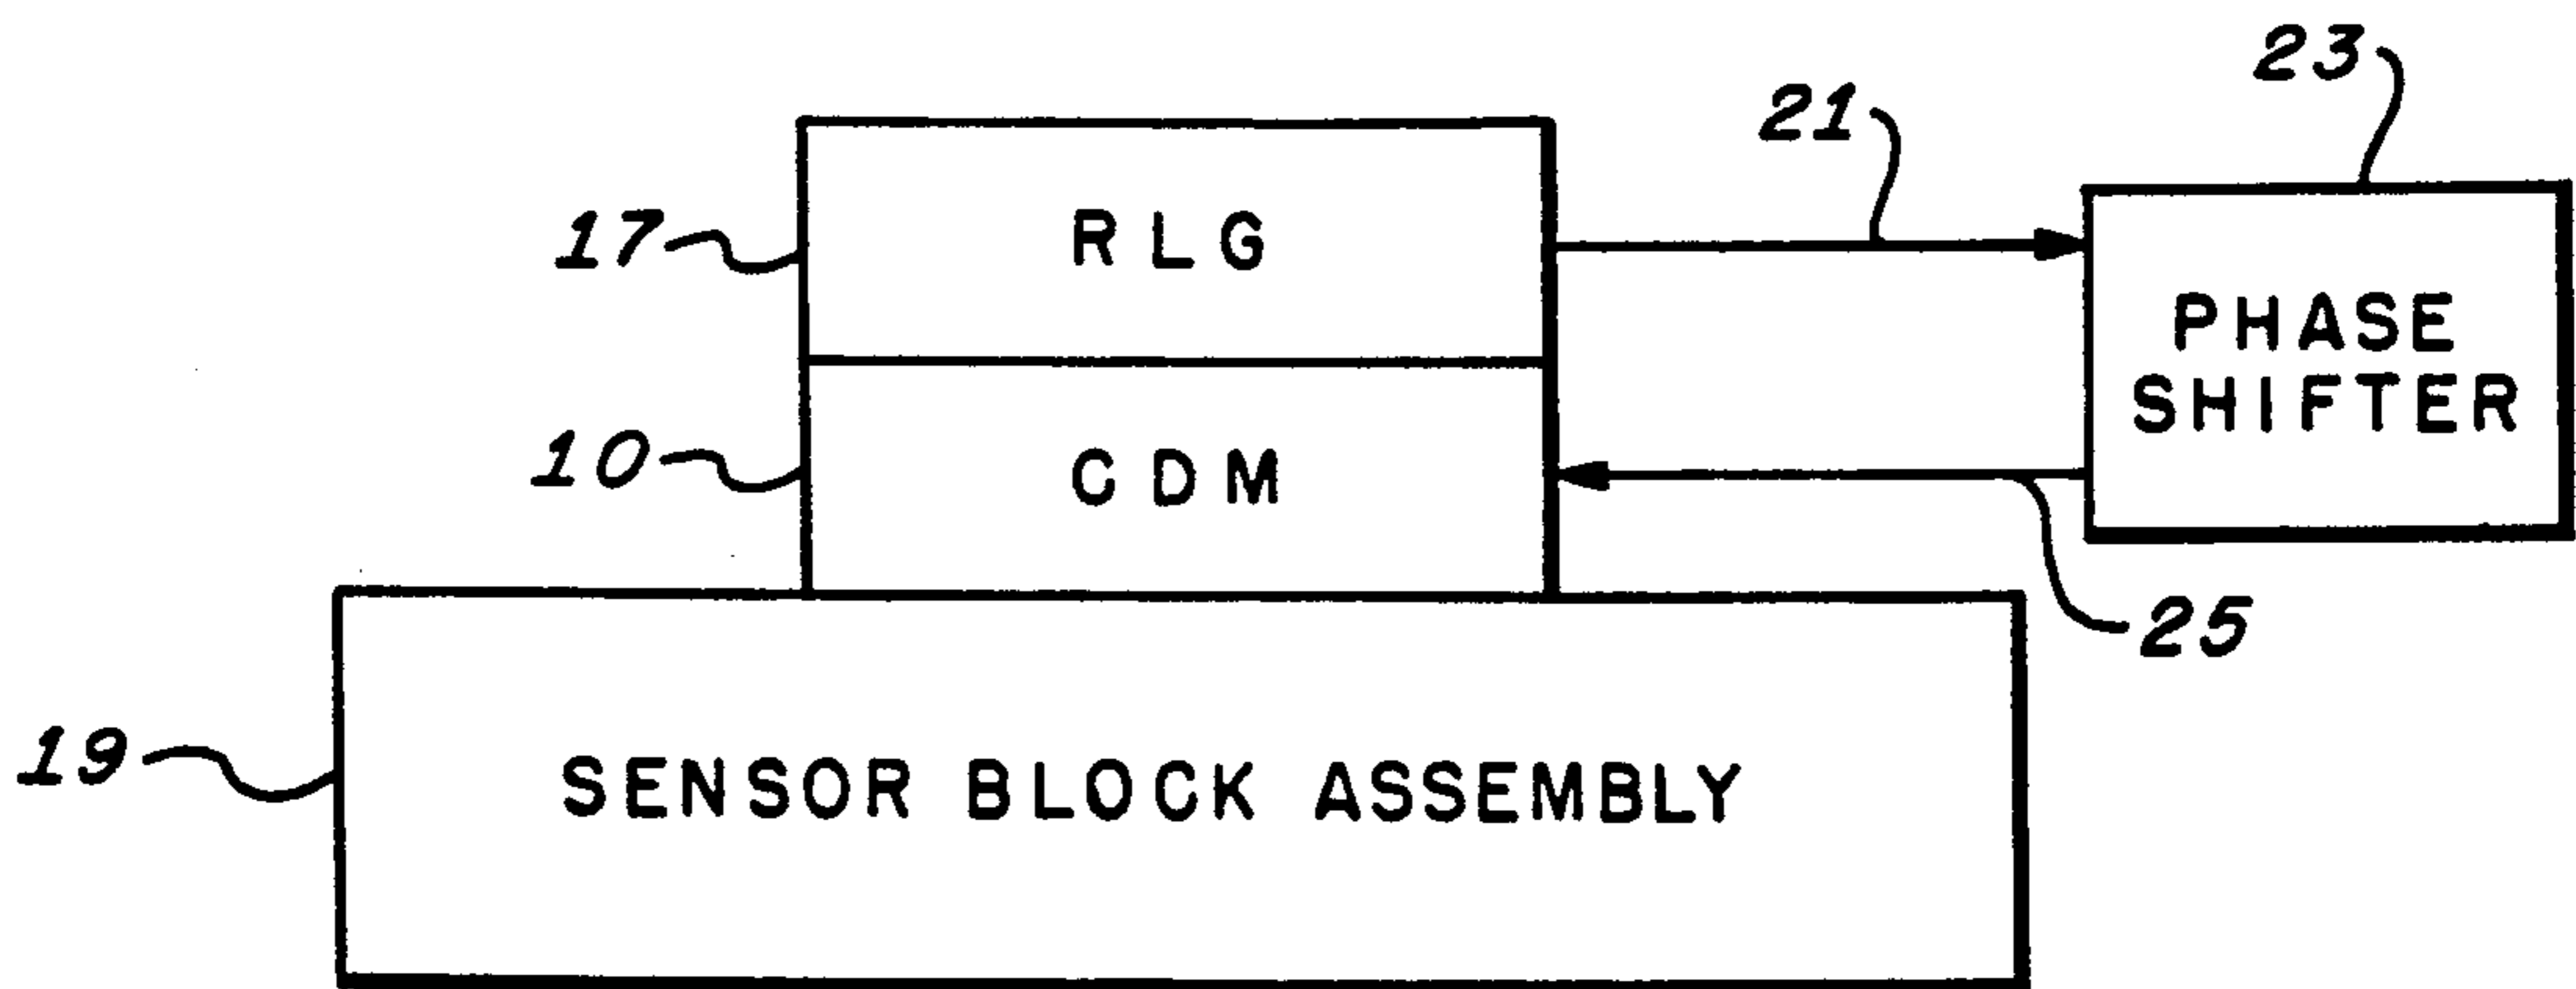 23
21
17
RLG
PHASE
SHIFTER
10
CDM
25
19
SENSOR BLOCK ASSEMBLY